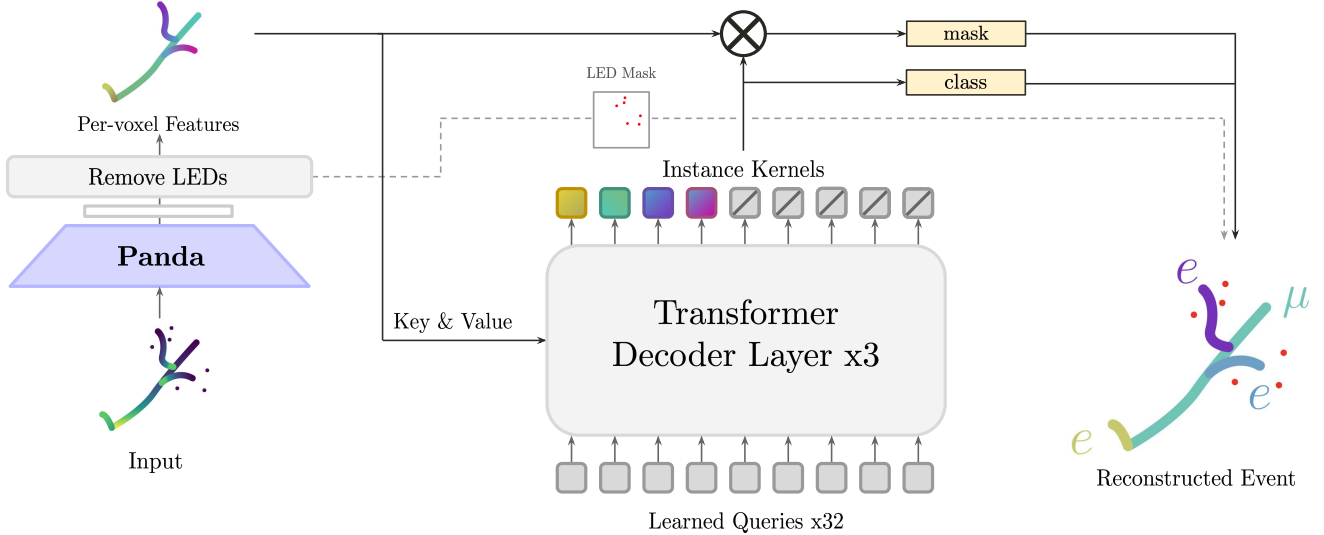 mask
LED Mask
class
Per-voxel Features
Remove LEDs
Instance Kernels
Panda
e
μ
Transformer
Key & Value
Decoder Layer x3
e
e
Input
Reconstructed Event
Learned Queries x32